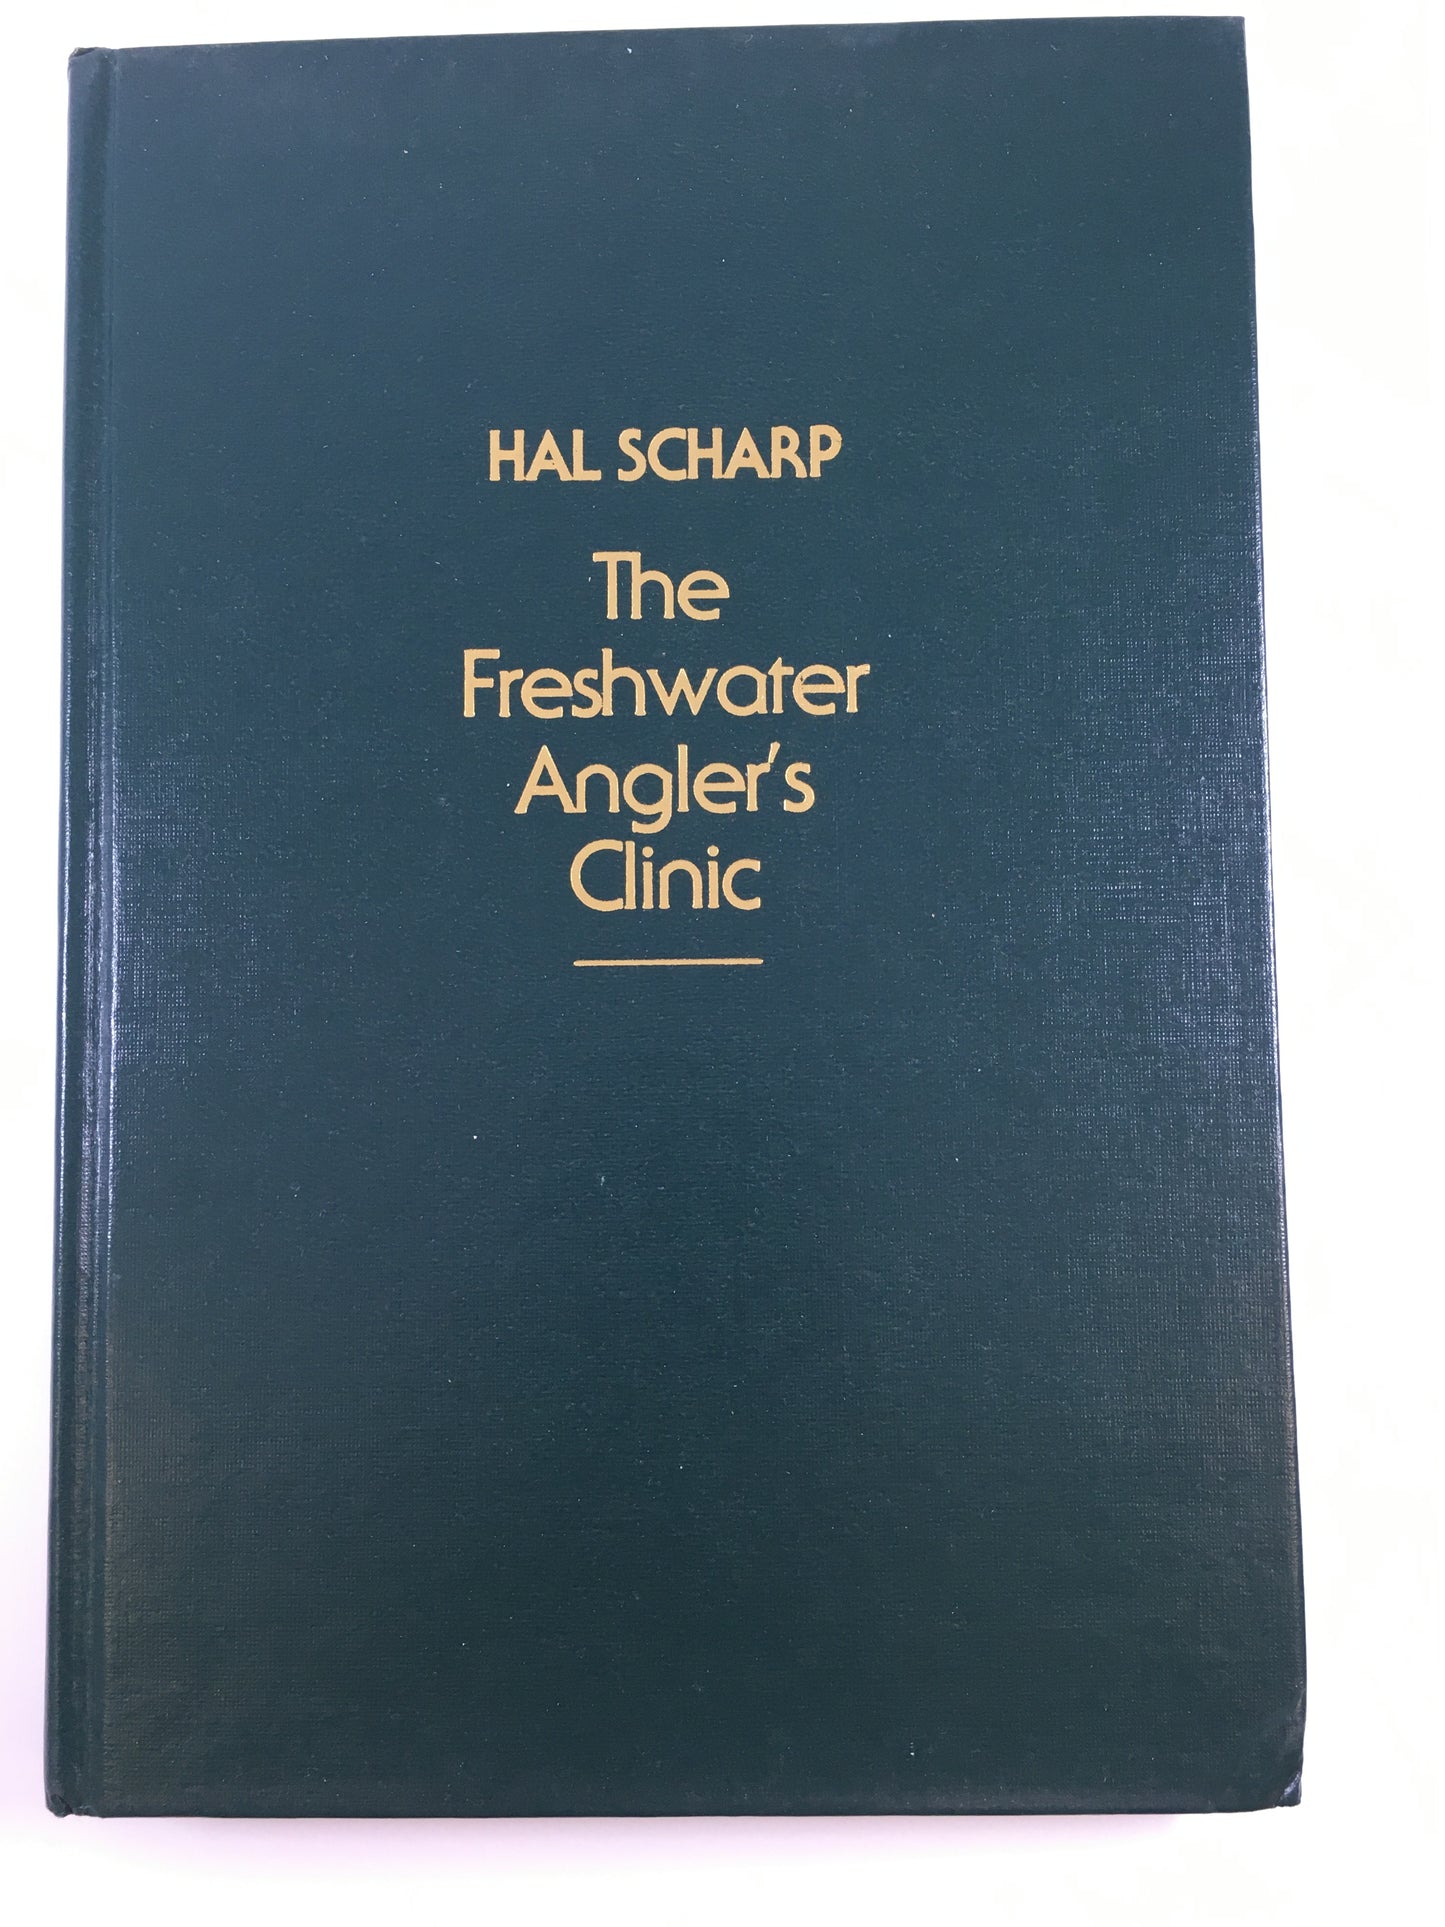 HAL SCHARP
The
Freshwater
Angler's
Clinic